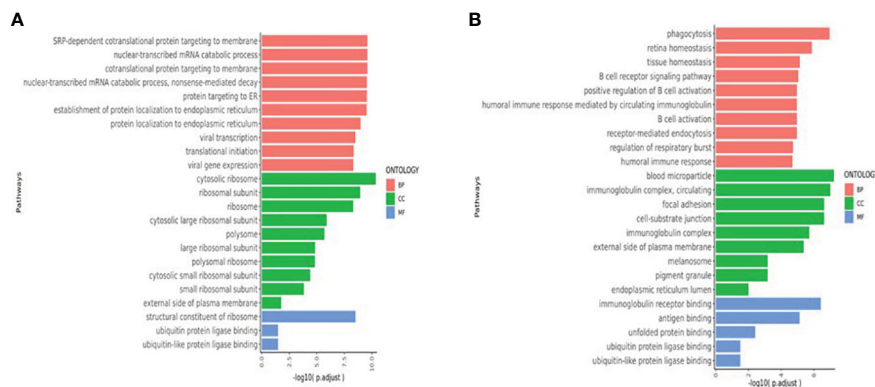 A
SRP-dependent cotranslational protein targeting to membrane
nuclear-transcribed mRNA catabolic process
cotranslational protein targeting to membrane
nuclear-transcribed mRNA catabolic process, nonsense-mediated decay
protein targeting to ER
establishment of protein localization to endoplasmic reticulum
protein localization to endoplasmic reticulum
viral transcription
translational initiation
viral gene expression
cytosolic ribosome
ribosomal subunit
ribosome
cytosolic large ribosomal subunit
polysome
large ribosomal subunit
polysomal ribosome
cytosolic small ribosomal subunit
small ribosomal subunit
external side of plasma membrane
structural constituent of ribosome
ubiquitin protein ligase binding
ubiquitin-like protein ligase binding
Pathways
0.0 2.5 5.0 7.5 10.0
-log10( p.adjust )
ONTOLOGY
BP
CC
MF
B
phagocytosis
retina homeostasis
tissue homeostasis
B cell receptor signaling pathway
positive regulation of B cell activation
humoral immune response mediated by circulating immunoglobulin
B cell activation
receptor-mediated endocytosis
regulation of respiratory burst
humoral immune response
blood microparticle
immunoglobulin complex, circulating
focal adhesion
cell-substrate junction
immunoglobulin complex
external side of plasma membrane
melanosome
pigment granule
endoplasmic reticulum lumen
immunoglobulin receptor binding
antigen binding
unfolded protein binding
ubiquitin protein ligase binding
ubiquitin-like protein ligase binding
Pathways
0 2 4 6
-log10( p.adjust )
ONTOLOG
BP
CC
MF